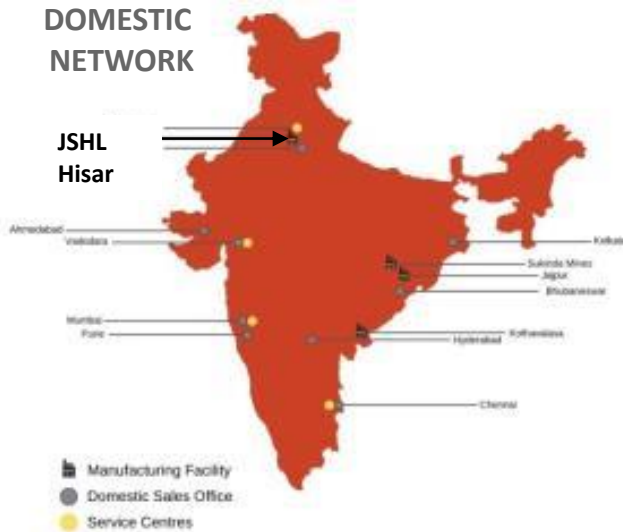 DOMESTIC
NETWORK
JSHL
Hisar
Ahmedabad
Vadodara
Kolkata
Sukinda Mines
Jajpur
Bhubaneswar
Mumbai
Pune
Kothavalasa
Hyderabad
Chennai
Manufacturing Facility
Domestic Sales Office
Service Centres